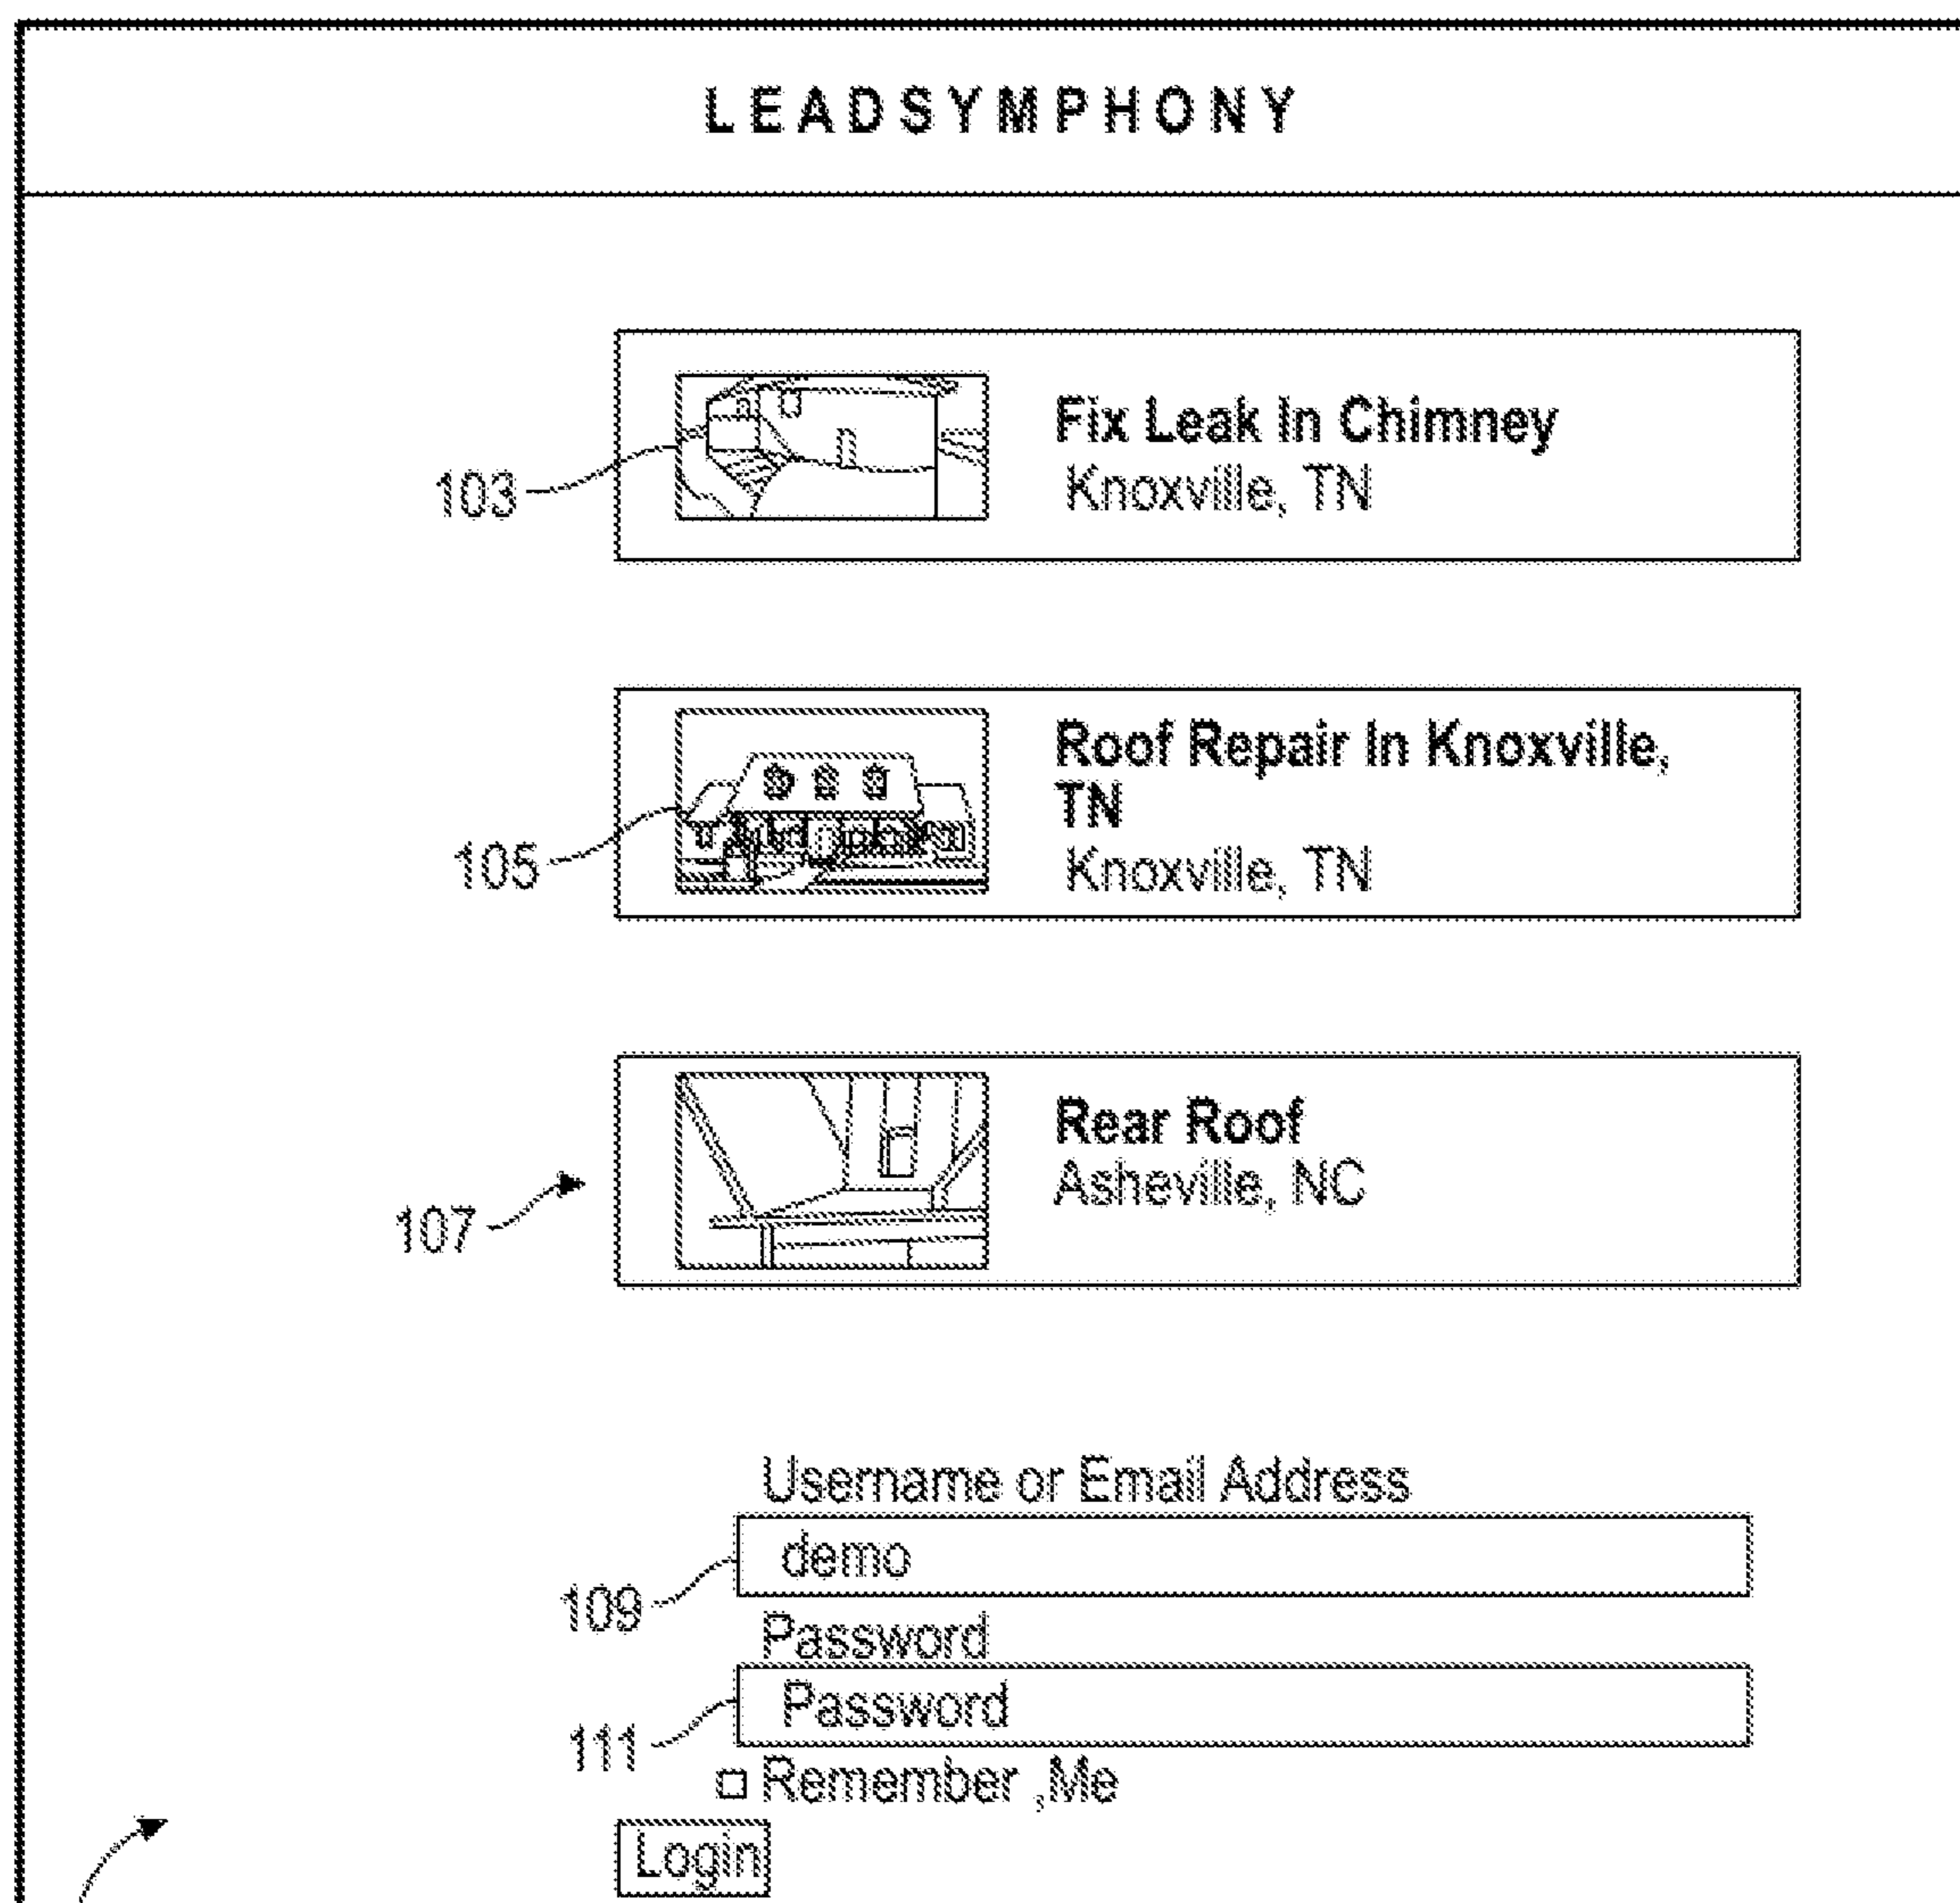 LEADSYMPHONY
Fix Leak In Chimney
Knoxville, TN
103
Roof Repair In Knoxville,
TN
Knoxville, TN
105
Rear Roof
Asheville, NC
107
Username or Email Address
demo
109
Password
Password
111
Remember ,Me
Login